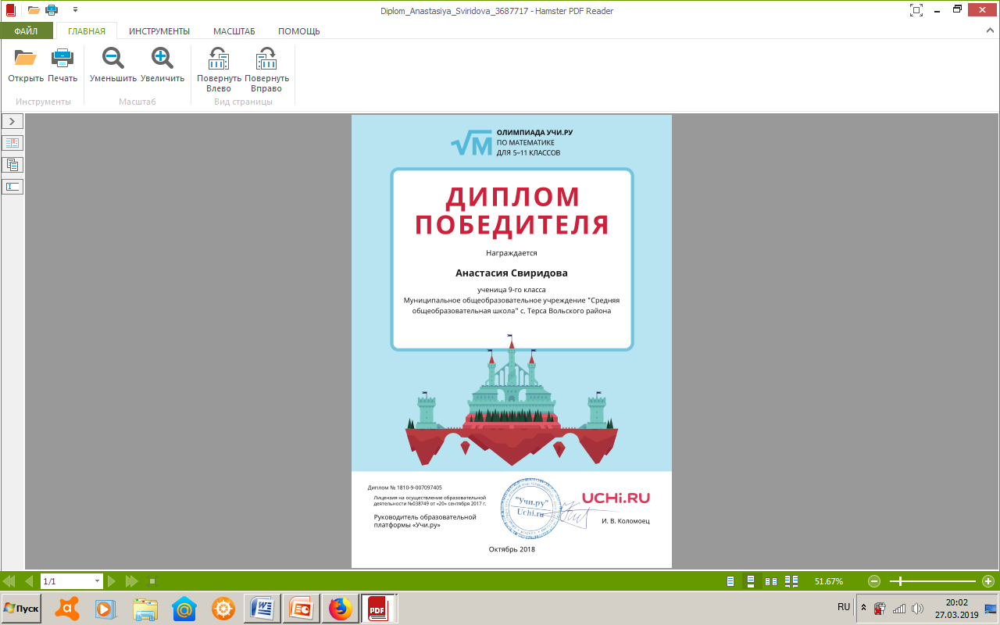 Diplom_Anastasiya_Sviridova_3687717 - Hamster PDF Reader
ФАЙЛ ГЛАВНАЯ ИНСТРУМЕНТЫ МАСШТАБ ПОМОЩЬ
Открыть Печать Уменьшить Увеличить Повернуть Влево Повернуть Вправо
Инструменты Масштаб Вид страницы
√M
ОЛИМПИАДА УЧИ.РУ
ПО МАТЕМАТИКЕ
ДЛЯ 5–11 КЛАССОВ
ДИПЛОМ
ПОБЕДИТЕЛЯ
Награждается
Анастасия Свиридова
ученица 9-го класса
Муниципальное общеобразовательное учреждение "Средняя
общеобразовательная школа" с. Терса Вольского района
Диплом № 1810-9-007097405
Лицензия на осуществление образовательной
деятельности №038749 от «20» сентября 2017 г.
Руководитель образовательной
платформы «Учи.ру»
"Учи.ру"
Uchi.ru
UCHi.RU
И. В. Коломоец
Октябрь 2018
1/1
51.67%
Пуск
PDF
RU
20:02
27.03.2019